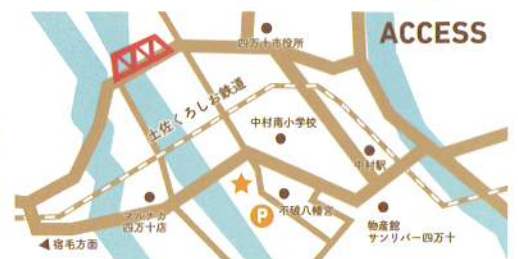 ACCESS
四万十市役所
土佐くろしお鉄道
中村南小学校
中村駅
マルナカ
四万十店
P
不破八幡宮
物産館
サンリバー四万十
◀宿毛方面